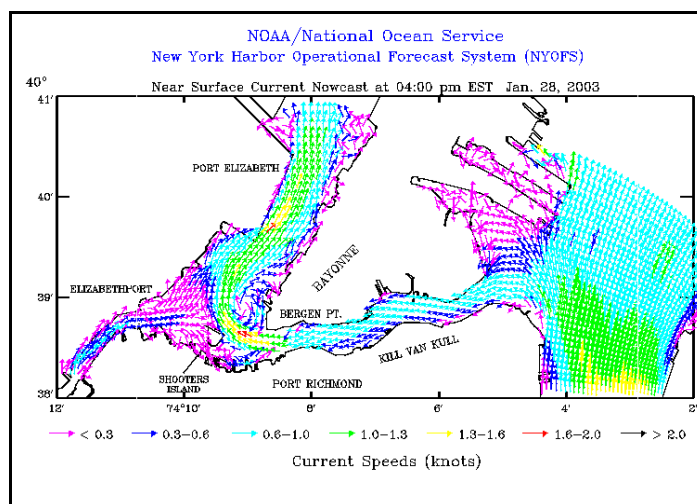 NOAA/National Ocean Service
New York Harbor Operational Forecast System (NYOFS)
Near Surface Current Nowcast at 04:00 pm EST Jan. 28, 2003
40°
41'
40'
39'
38'
PORT ELIZABETH
ELIZABETHPORT
BAYONNE
BERGEN PT.
KILL VAN KULL
SHOOTERS
ISLAND
PORT RICHMOND
12' 74°10' 8' 6' 4' 2'
< 0.3 0.3-0.6 0.6-1.0 1.0-1.3 1.3-1.6 1.6-2.0 > 2.0
Current Speeds (knots)